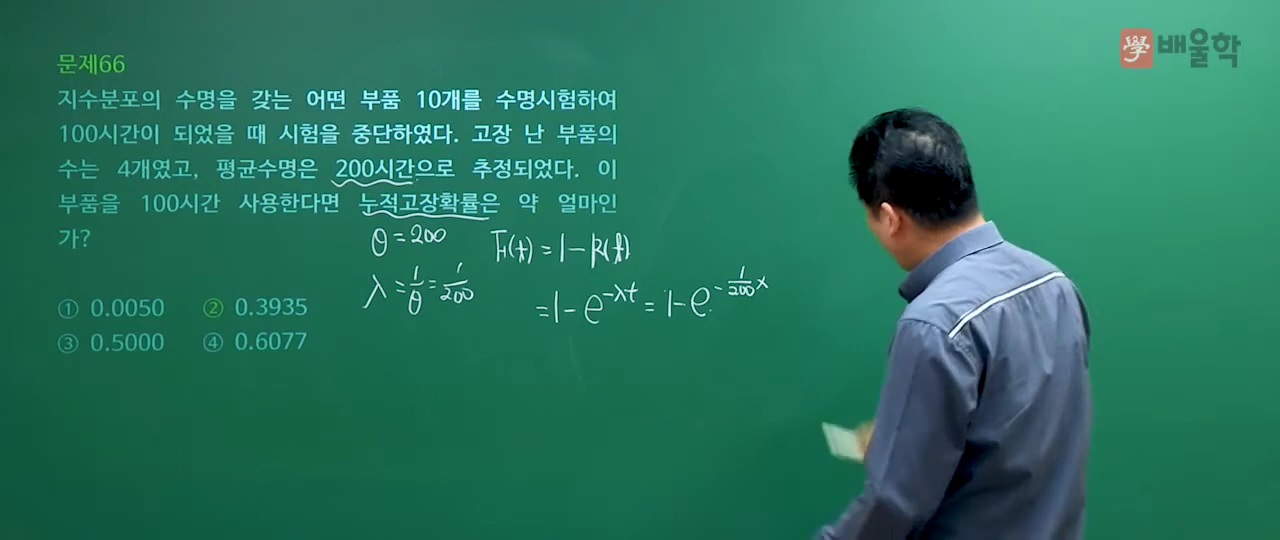 學 배울학
문제66
지수분포의 수명을 갖는 어떤 부품 10개를 수명시험하여
100시간이 되었을 때 시험을 중단하였다. 고장 난 부품의
수는 4개였고, 평균수명은 200시간으로 추정되었다. 이
부품을 100시간 사용한다면 누적고장확률은 약 얼마인
가?
θ = 200 F(t) = 1 - R(t)
λ = 1/θ = 1/200 = 1 - e^(-λt) = 1 - e^(-1/200 x
① 0.0050 ② 0.3935
③ 0.5000 ④ 0.6077